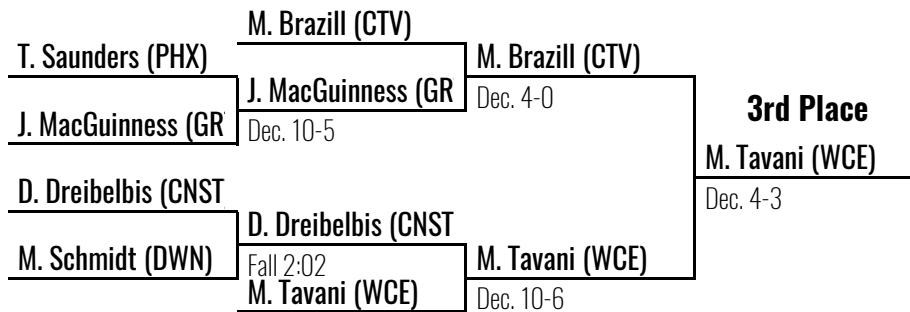 M. Brazill (CTV)
T. Saunders (PHX)
M. Brazill (CTV)
J. MacGuinness (GR
Dec. 4-0
3rd Place
J. MacGuinness (GR
Dec. 10-5
M. Tavani (WCE)
D. Dreibelbis (CNST
Dec. 4-3
D. Dreibelbis (CNST
M. Schmidt (DWN)
Fall 2:02
M. Tavani (WCE)
M. Tavani (WCE)
Dec. 10-6